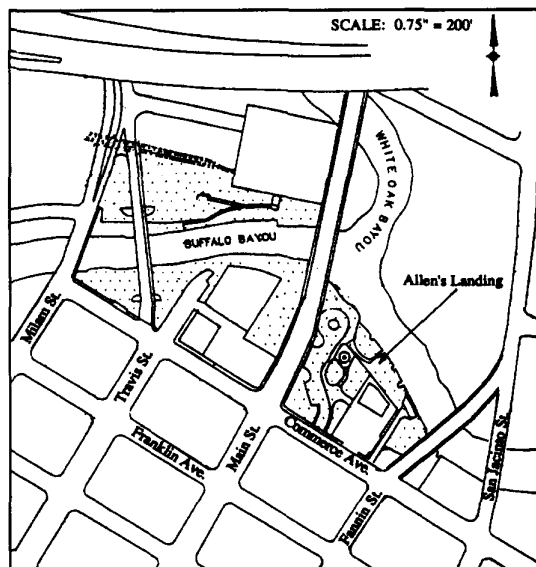 SCALE: 0.75" = 200'
WHITE OAK BAYOU
BUFFALO BAYOU
Allen's Landing
Milam St.
Travis St.
Franklin Ave.
Main St.
Commerce Ave.
Fannin St.
San Jacinto St.